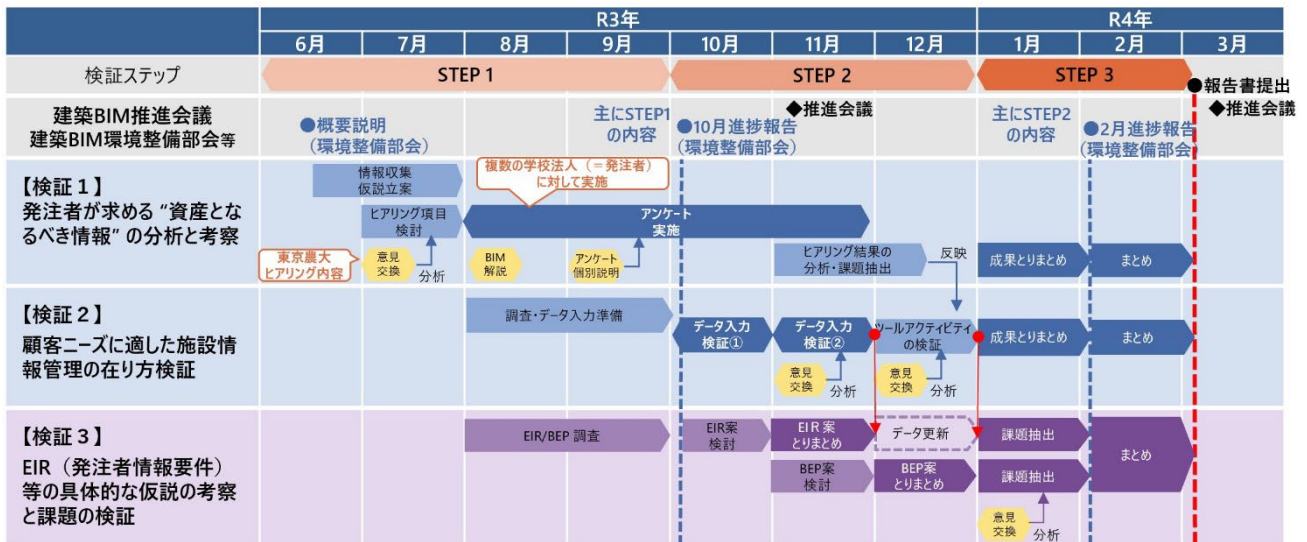 R3年
R4年
6月
7月
8月
9月
10月
11月
12月
1月
2月
3月
検証ステップ
STEP 1
STEP 2
STEP 3
●報告書提出
建築BIM推進会議
建築BIM環境整備部会等
●概要説明
(環境整備部会)
主にSTEP1
の内容
◆推進会議
●10月進捗報告
(環境整備部会)
主にSTEP2
の内容
●2月進捗報告
(環境整備部会)
◆推進会議
【検証1】
発注者が求める “資産とな
るべき情報” の分析と考察
情報収集
仮説立案
複数の学校法人(=発注者)
に対して実施
ヒアリング項目
検討
アンケート
実施
東京農大
ヒアリング内容
意見
交換
分析
BIM
解説
アンケート
個別説明
ヒアリング結果の
分析・課題抽出
反映
成果とりまとめ
まとめ
【検証2】
顧客ニーズに適した施設情
報管理の在り方検証
調査・データ入力準備
データ入力
検証①
データ入力
検証②
ツールアクティビティ
の検証
成果とりまとめ
まとめ
意見
交換
分析
意見
交換
分析
【検証3】
EIR(発注者情報要件)
等の具体的な仮説の考察
と課題の検証
EIR/BEP 調査
EIR案
検討
EIR案
とりまとめ
データ更新
課題抽出
まとめ
BEP案
検討
BEP案
とりまとめ
課題抽出
意見
交換
分析